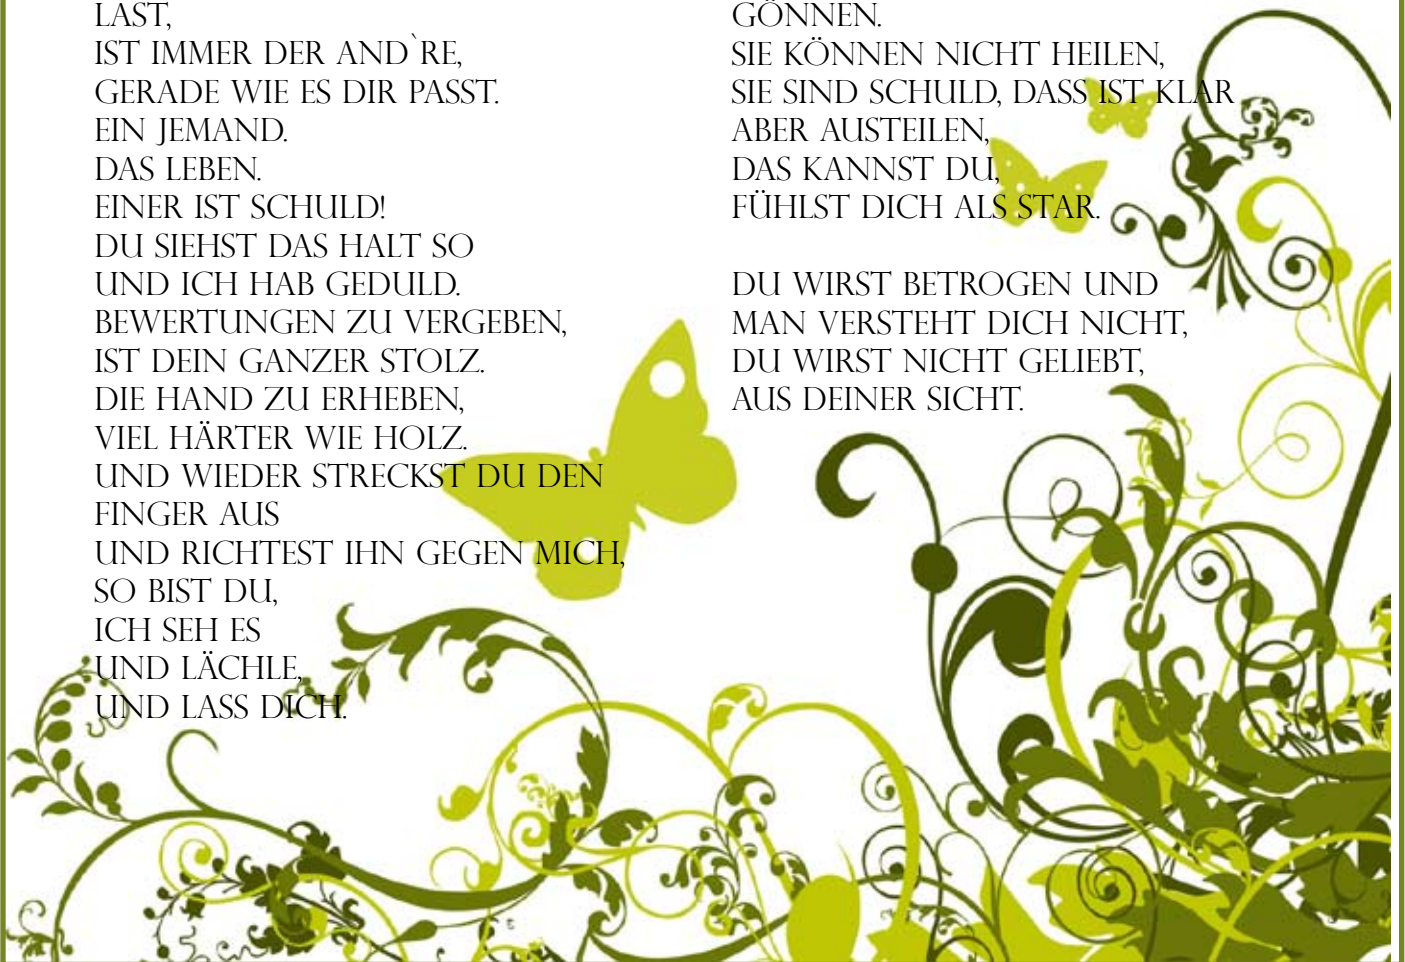 LAST,
IST IMMER DER AND`RE,
GERADE WIE ES DIR PASST.
EIN JEMAND.
DAS LEBEN.
EINER IST SCHULD!
DU SIEHST DAS HALT SO
UND ICH HAB GEDULD.
BEWERTUNGEN ZU VERGEBEN,
IST DEIN GANZER STOLZ.
DIE HAND ZU ERHEBEN,
VIEL HÄRTER WIE HOLZ.
UND WIEDER STRECKST DU DEN
FINGER AUS
UND RICHTEST IHN GEGEN MICH,
SO BIST DU,
ICH SEH ES
UND LÄCHLE,
UND LASS DICH.
GÖNNEN.
SIE KÖNNEN NICHT HEILEN,
SIE SIND SCHULD, DASS IST KLAR
ABER AUSTEILEN,
DAS KANNST DU,
FÜHLST DICH ALS STAR.
DU WIRST BETROGEN UND
MAN VERSTEHT DICH NICHT,
DU WIRST NICHT GELIEBT,
AUS DEINER SICHT.